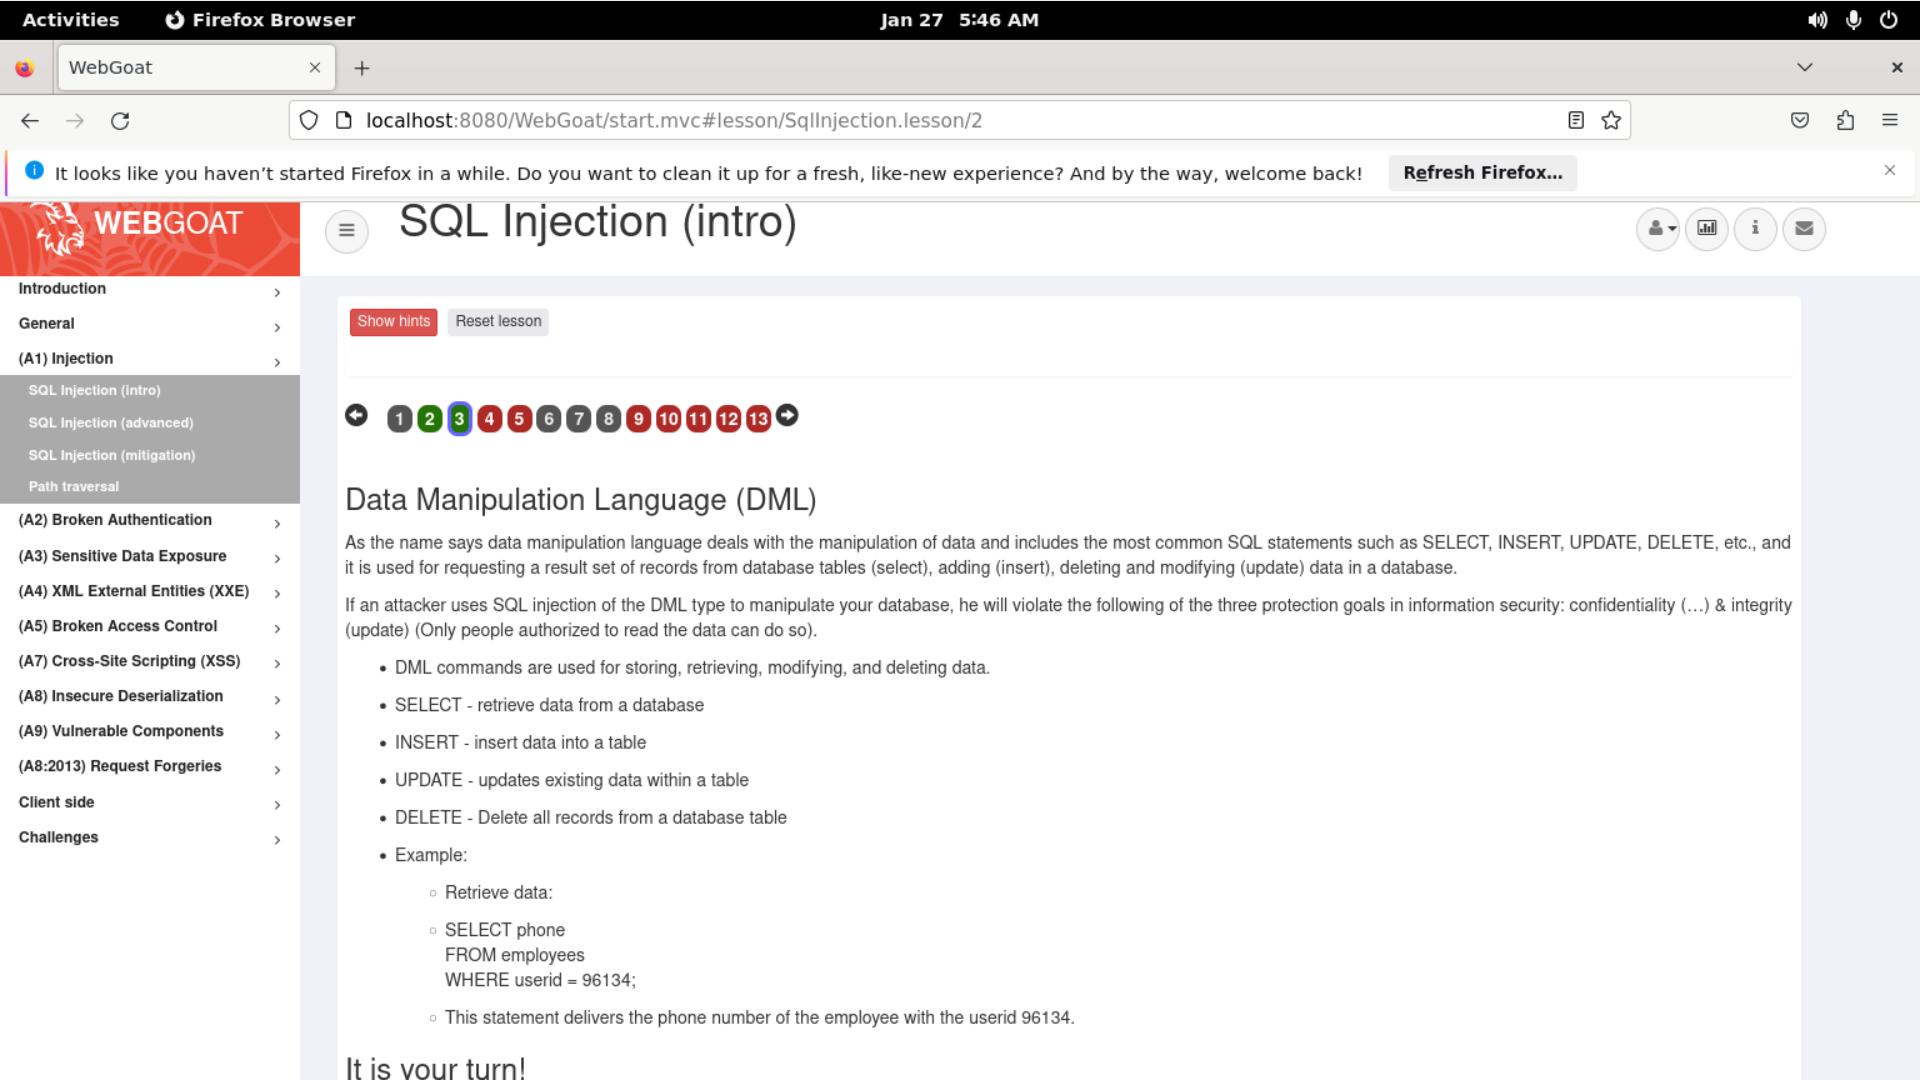 Activities Firefox Browser Jan 27 5:46 AM
WebGoat
localhost:8080/WebGoat/start.mvc#lesson/SqlInjection.lesson/2
It looks like you haven’t started Firefox in a while. Do you want to clean it up for a fresh, like-new experience? And by the way, welcome back! Refresh Firefox...
WEBGOAT
SQL Injection (intro)
Introduction
General
(A1) Injection
SQL Injection (intro)
SQL Injection (advanced)
SQL Injection (mitigation)
Path traversal
(A2) Broken Authentication
(A3) Sensitive Data Exposure
(A4) XML External Entities (XXE)
(A5) Broken Access Control
(A7) Cross-Site Scripting (XSS)
(A8) Insecure Deserialization
(A9) Vulnerable Components
(A8:2013) Request Forgeries
Client side
Challenges
Show hints Reset lesson
1 2 3 4 5 6 7 8 9 10 11 12 13
Data Manipulation Language (DML)
As the name says data manipulation language deals with the manipulation of data and includes the most common SQL statements such as SELECT, INSERT, UPDATE, DELETE, etc., and
it is used for requesting a result set of records from database tables (select), adding (insert), deleting and modifying (update) data in a database.
If an attacker uses SQL injection of the DML type to manipulate your database, he will violate the following of the three protection goals in information security: confidentiality (…) & integrity
(update) (Only people authorized to read the data can do so).
• DML commands are used for storing, retrieving, modifying, and deleting data.
• SELECT - retrieve data from a database
• INSERT - insert data into a table
• UPDATE - updates existing data within a table
• DELETE - Delete all records from a database table
• Example:
◦ Retrieve data:
◦ SELECT phone
FROM employees
WHERE userid = 96134;
◦ This statement delivers the phone number of the employee with the userid 96134.
It is your turn!